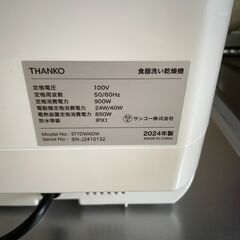 THANKO 食器洗い乾燥機
定格電圧 100V
定格周波数 50/60Hz
定格消費電力 900W
電動機定格消費電力 24W/40W
電熱装置定格消費電力 850W
防水等級 IPX1
サンコー株式会社
Model No : STTDWADW 2024年製
Serial No : SN J2410132 MADE IN CHINA